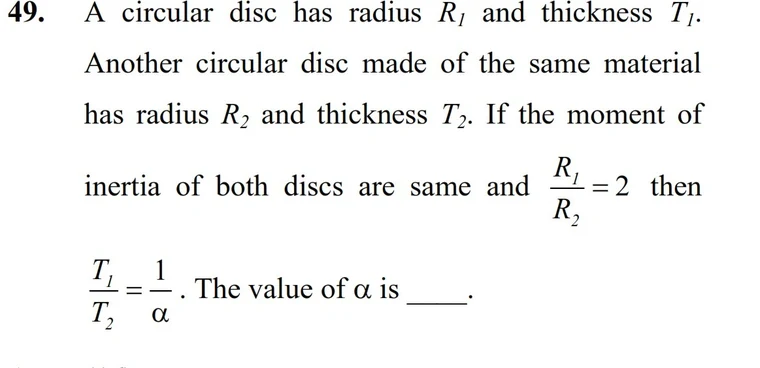 49. A circular disc has radius R₁ and thickness T₁.
Another circular disc made of the same material
has radius R₂ and thickness T₂. If the moment of
inertia of both discs are same and R₁/R₂ = 2 then
T₁/T₂ = 1/α. The value of α is ____.